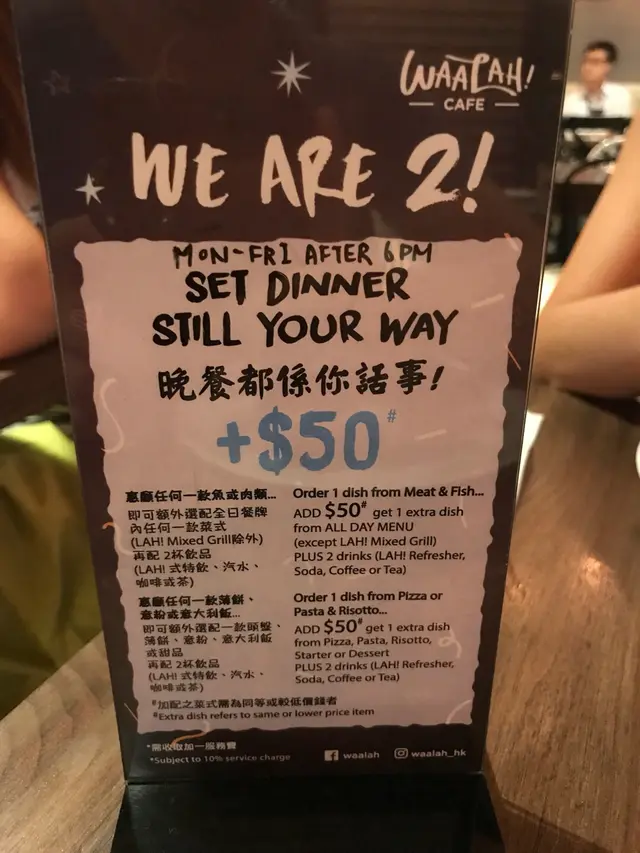 WAALAH!
CAFE
WE ARE 2!
MON-FRI AFTER 6PM
SET DINNER
STILL YOUR WAY
晚餐都係你話事!
+$50#
惠顧任何一款魚或肉類...
即可額外選配全日餐牌
內任何一款菜式
(LAH! Mixed Grill除外)
再配 2杯飲品
(LAH! 式特飲、汽水、
咖啡或茶)
Order 1 dish from Meat & Fish...
ADD $50# get 1 extra dish
from ALL DAY MENU
(except LAH! Mixed Grill)
PLUS 2 drinks (LAH! Refresher,
Soda, Coffee or Tea)
惠顧任何一款薄餅、
意粉或意大利飯...
即可額外選配一款頭盤、
薄餅、意粉、意大利飯
或甜品
再配 2杯飲品
(LAH! 式特飲、汽水、
咖啡或茶)
Order 1 dish from Pizza or
Pasta & Risotto...
ADD $50# get 1 extra dish
from Pizza, Pasta, Risotto,
Starter or Dessert
PLUS 2 drinks (LAH! Refresher,
Soda, Coffee or Tea)
#加配之菜式需為同等或較低價錢者
#Extra dish refers to same or lower price item
*需收取加一服務費
*Subject to 10% service charge
waalah
waalah_hk